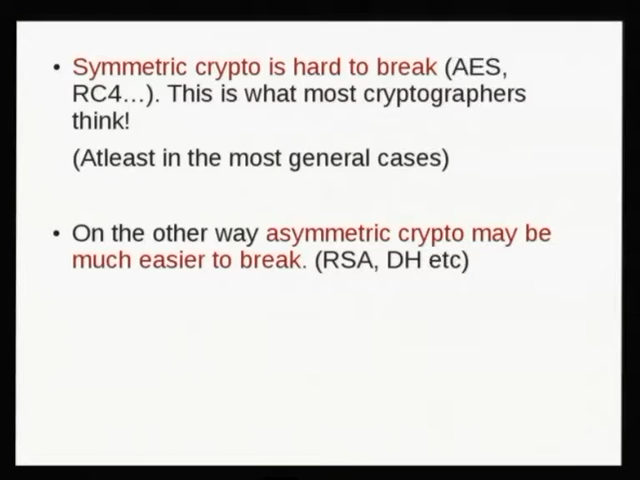 • Symmetric crypto is hard to break (AES,
RC4…). This is what most cryptographers
think!
(Atleast in the most general cases)
• On the other way asymmetric crypto may be
much easier to break. (RSA, DH etc)